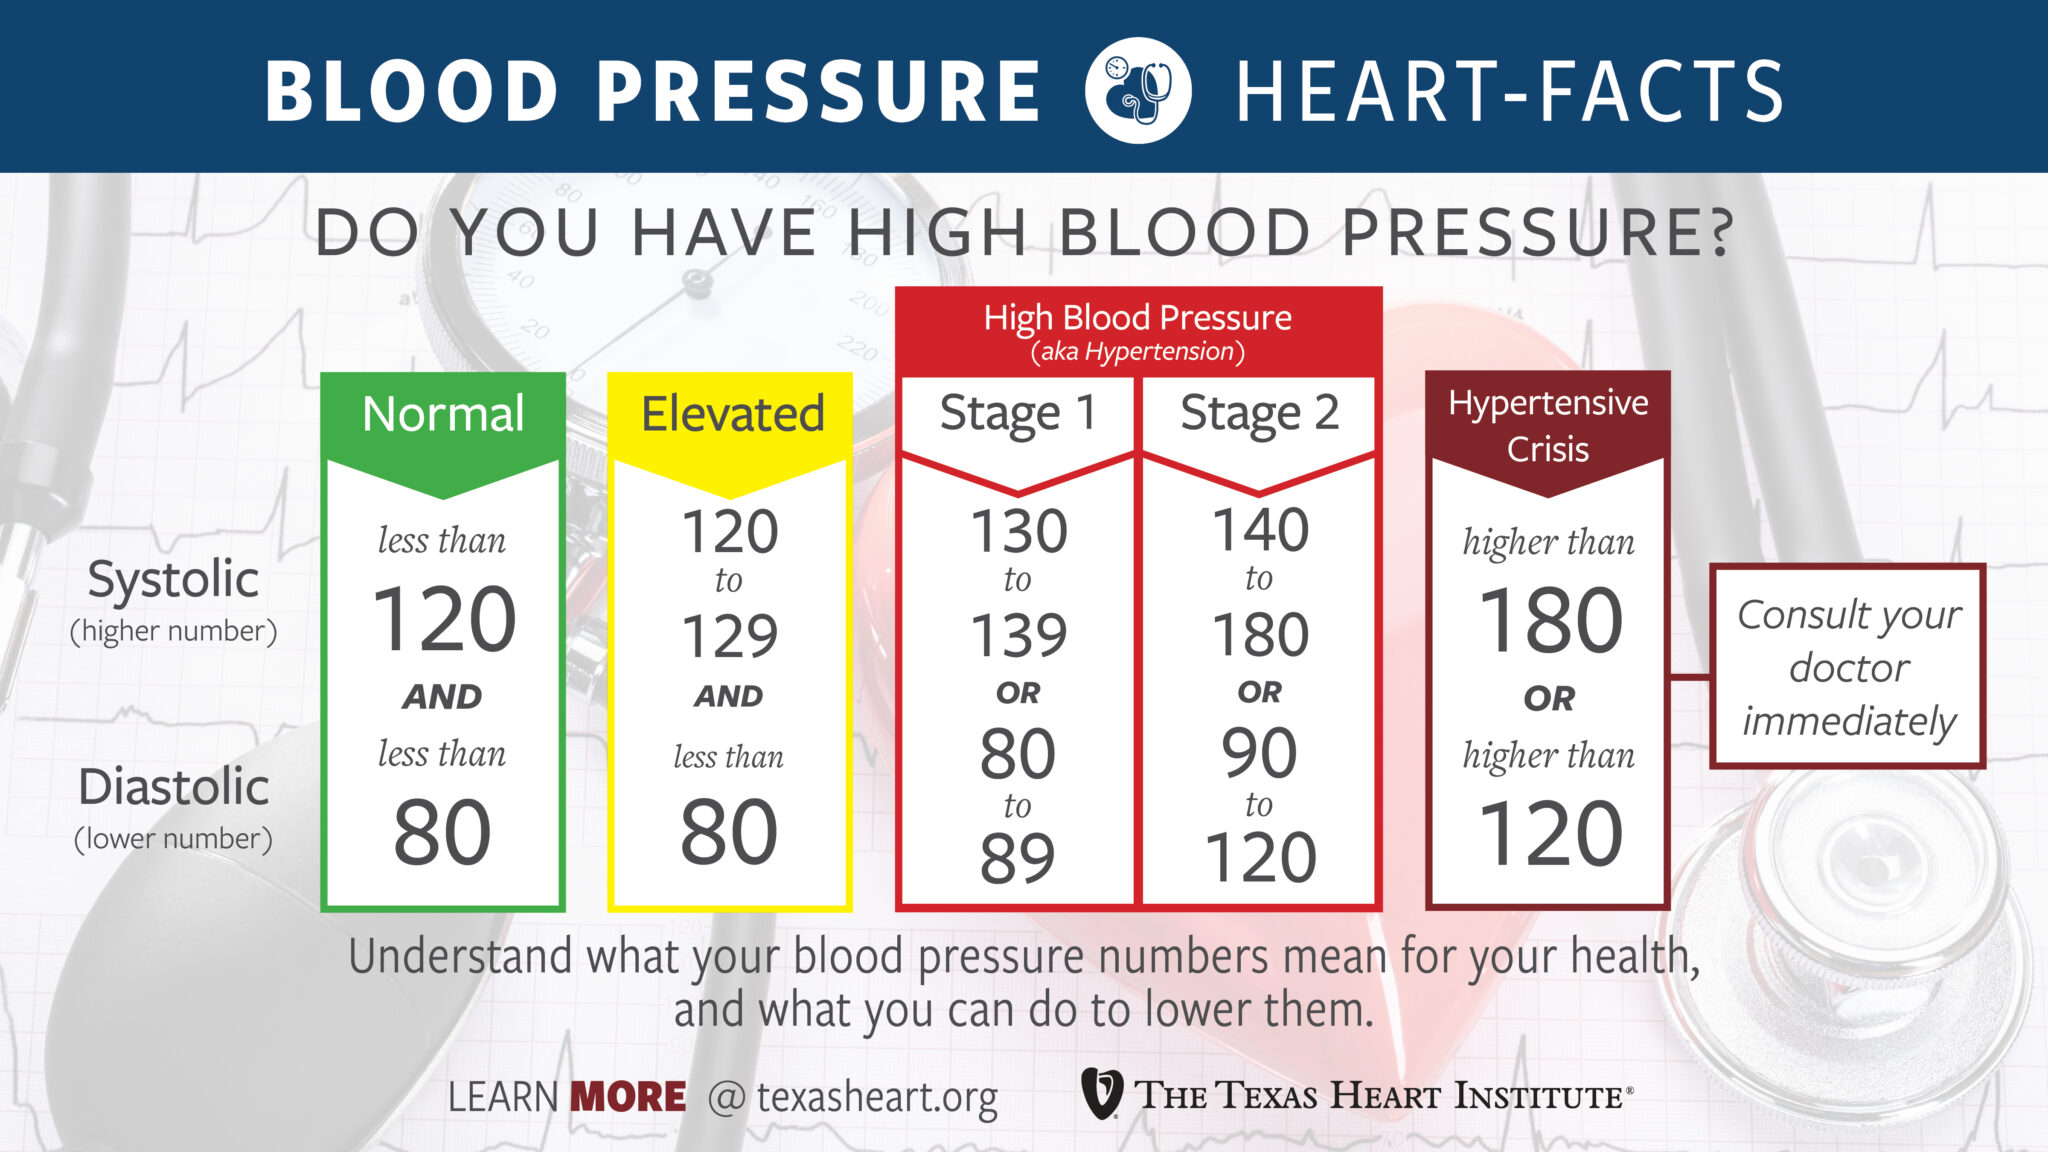 BLOOD PRESSURE HEART-FACTS
DO YOU HAVE HIGH BLOOD PRESSURE?
High Blood Pressure
(aka Hypertension)
Normal
Elevated
Stage 1
Stage 2
Hypertensive
Crisis
Systolic
(higher number)
Diastolic
(lower number)
less than
120
AND
less than
80
120
to
129
AND
less than
80
130
to
139
OR
80
to
89
140
to
180
OR
90
to
120
higher than
180
OR
higher than
120
Consult your
doctor
immediately
Understand what your blood pressure numbers mean for your health,
and what you can do to lower them.
LEARN MORE @ texasheart.org
THE TEXAS HEART INSTITUTE®